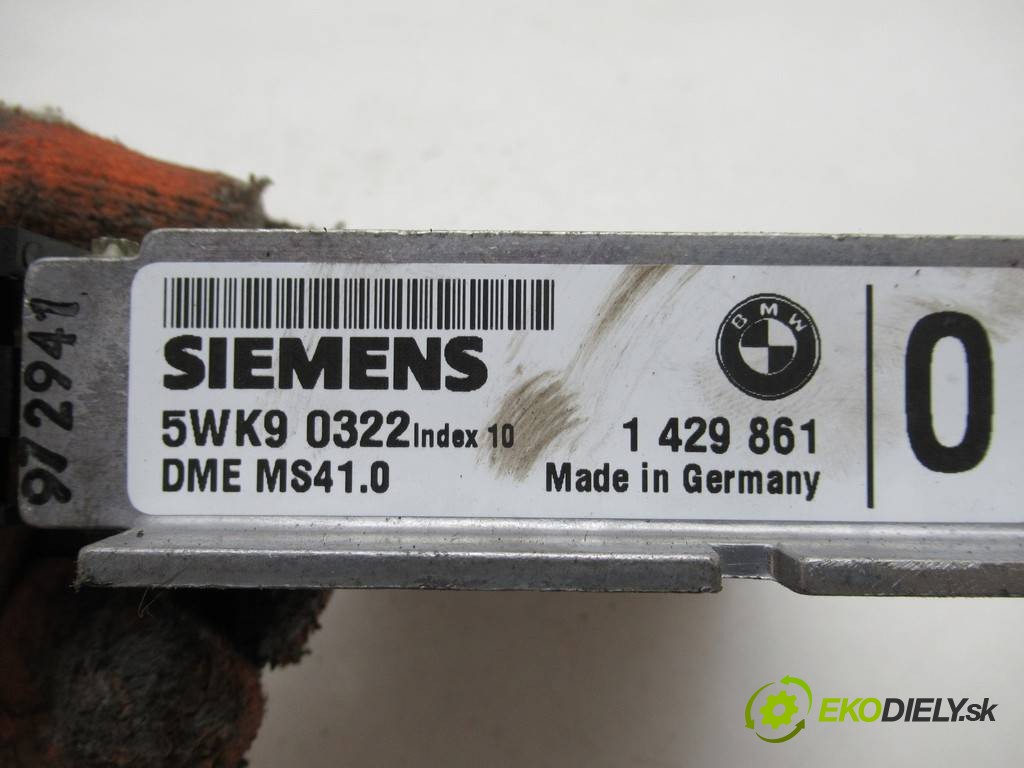 972941
SIEMENS
BMW
5WK9 0322 Index 10
1 429 861
DME MS41.0
Made in Germany
0
EKODIELY.sk